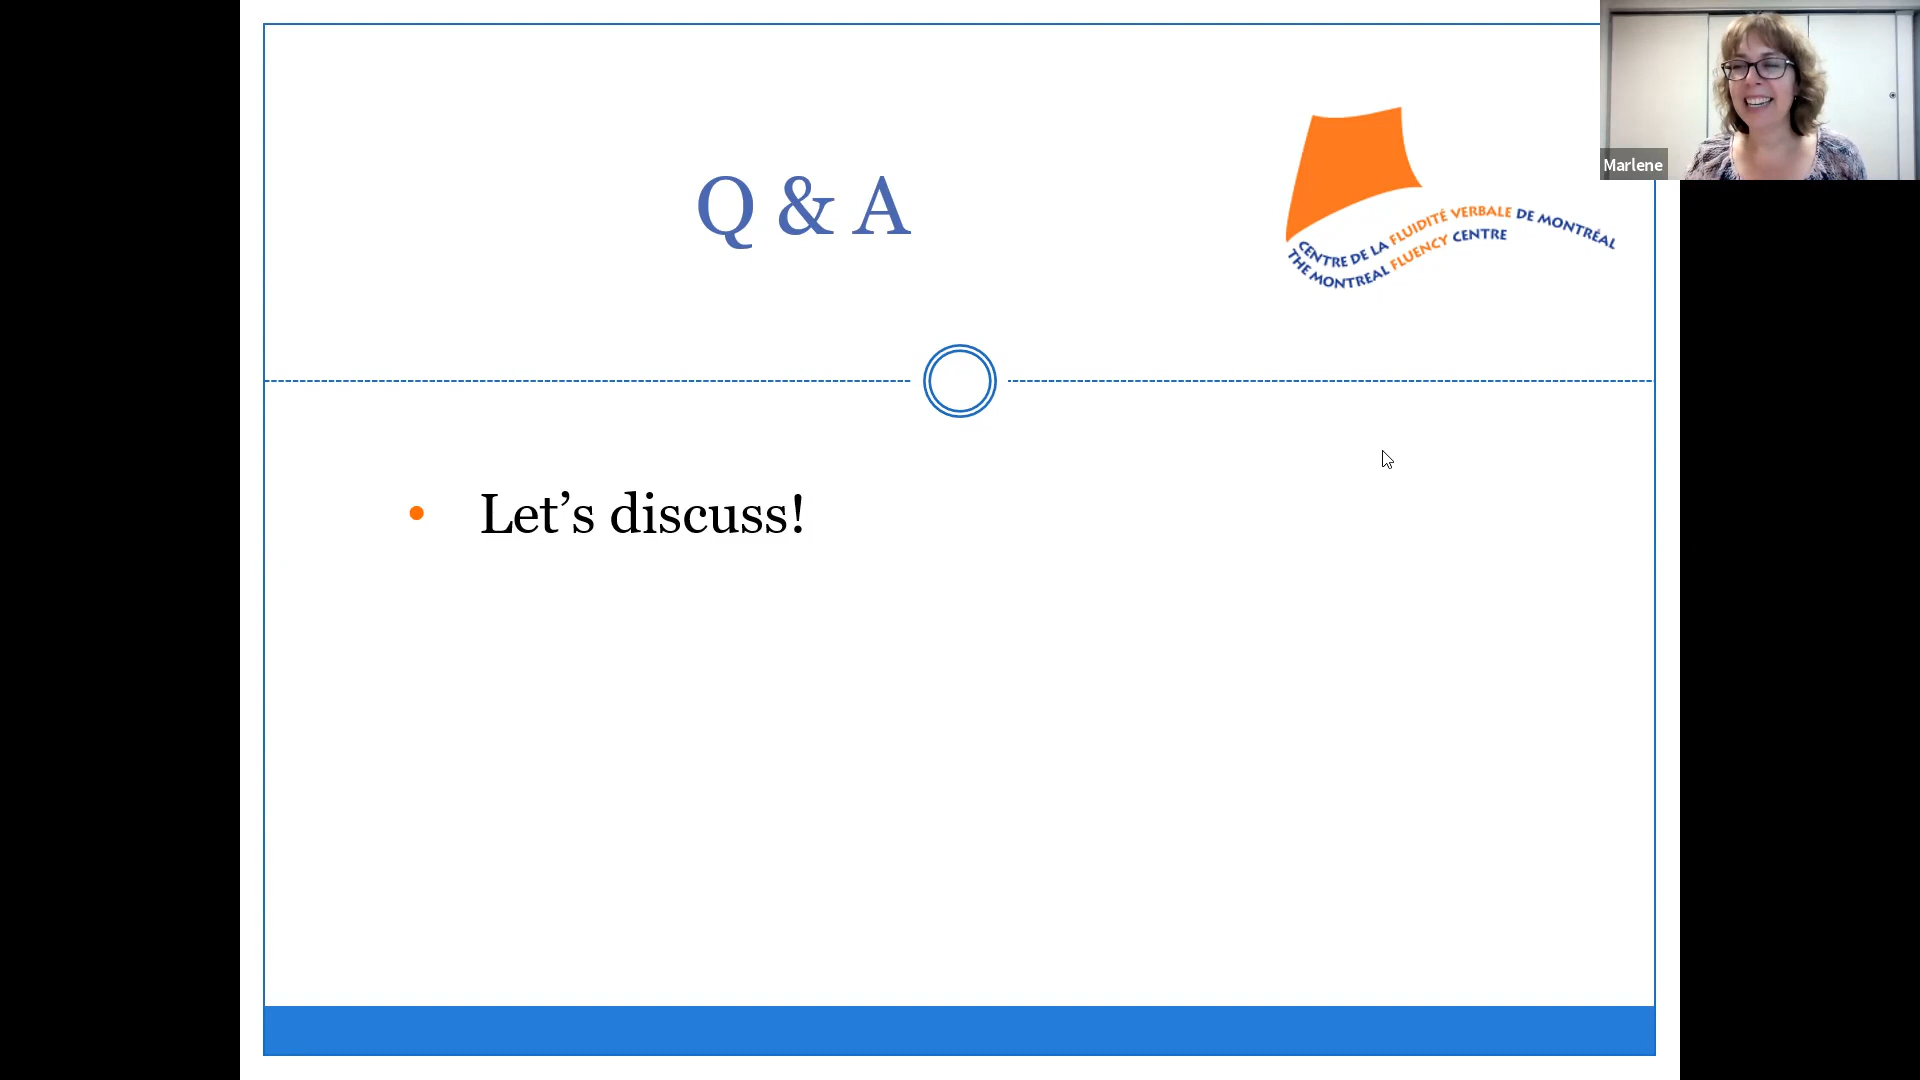 Q & A
CENTRE DE LA FLUIDITÉ VERBALE DE MONTRÉAL
THE MONTREAL FLUENCY CENTRE
Marlene
• Let’s discuss!